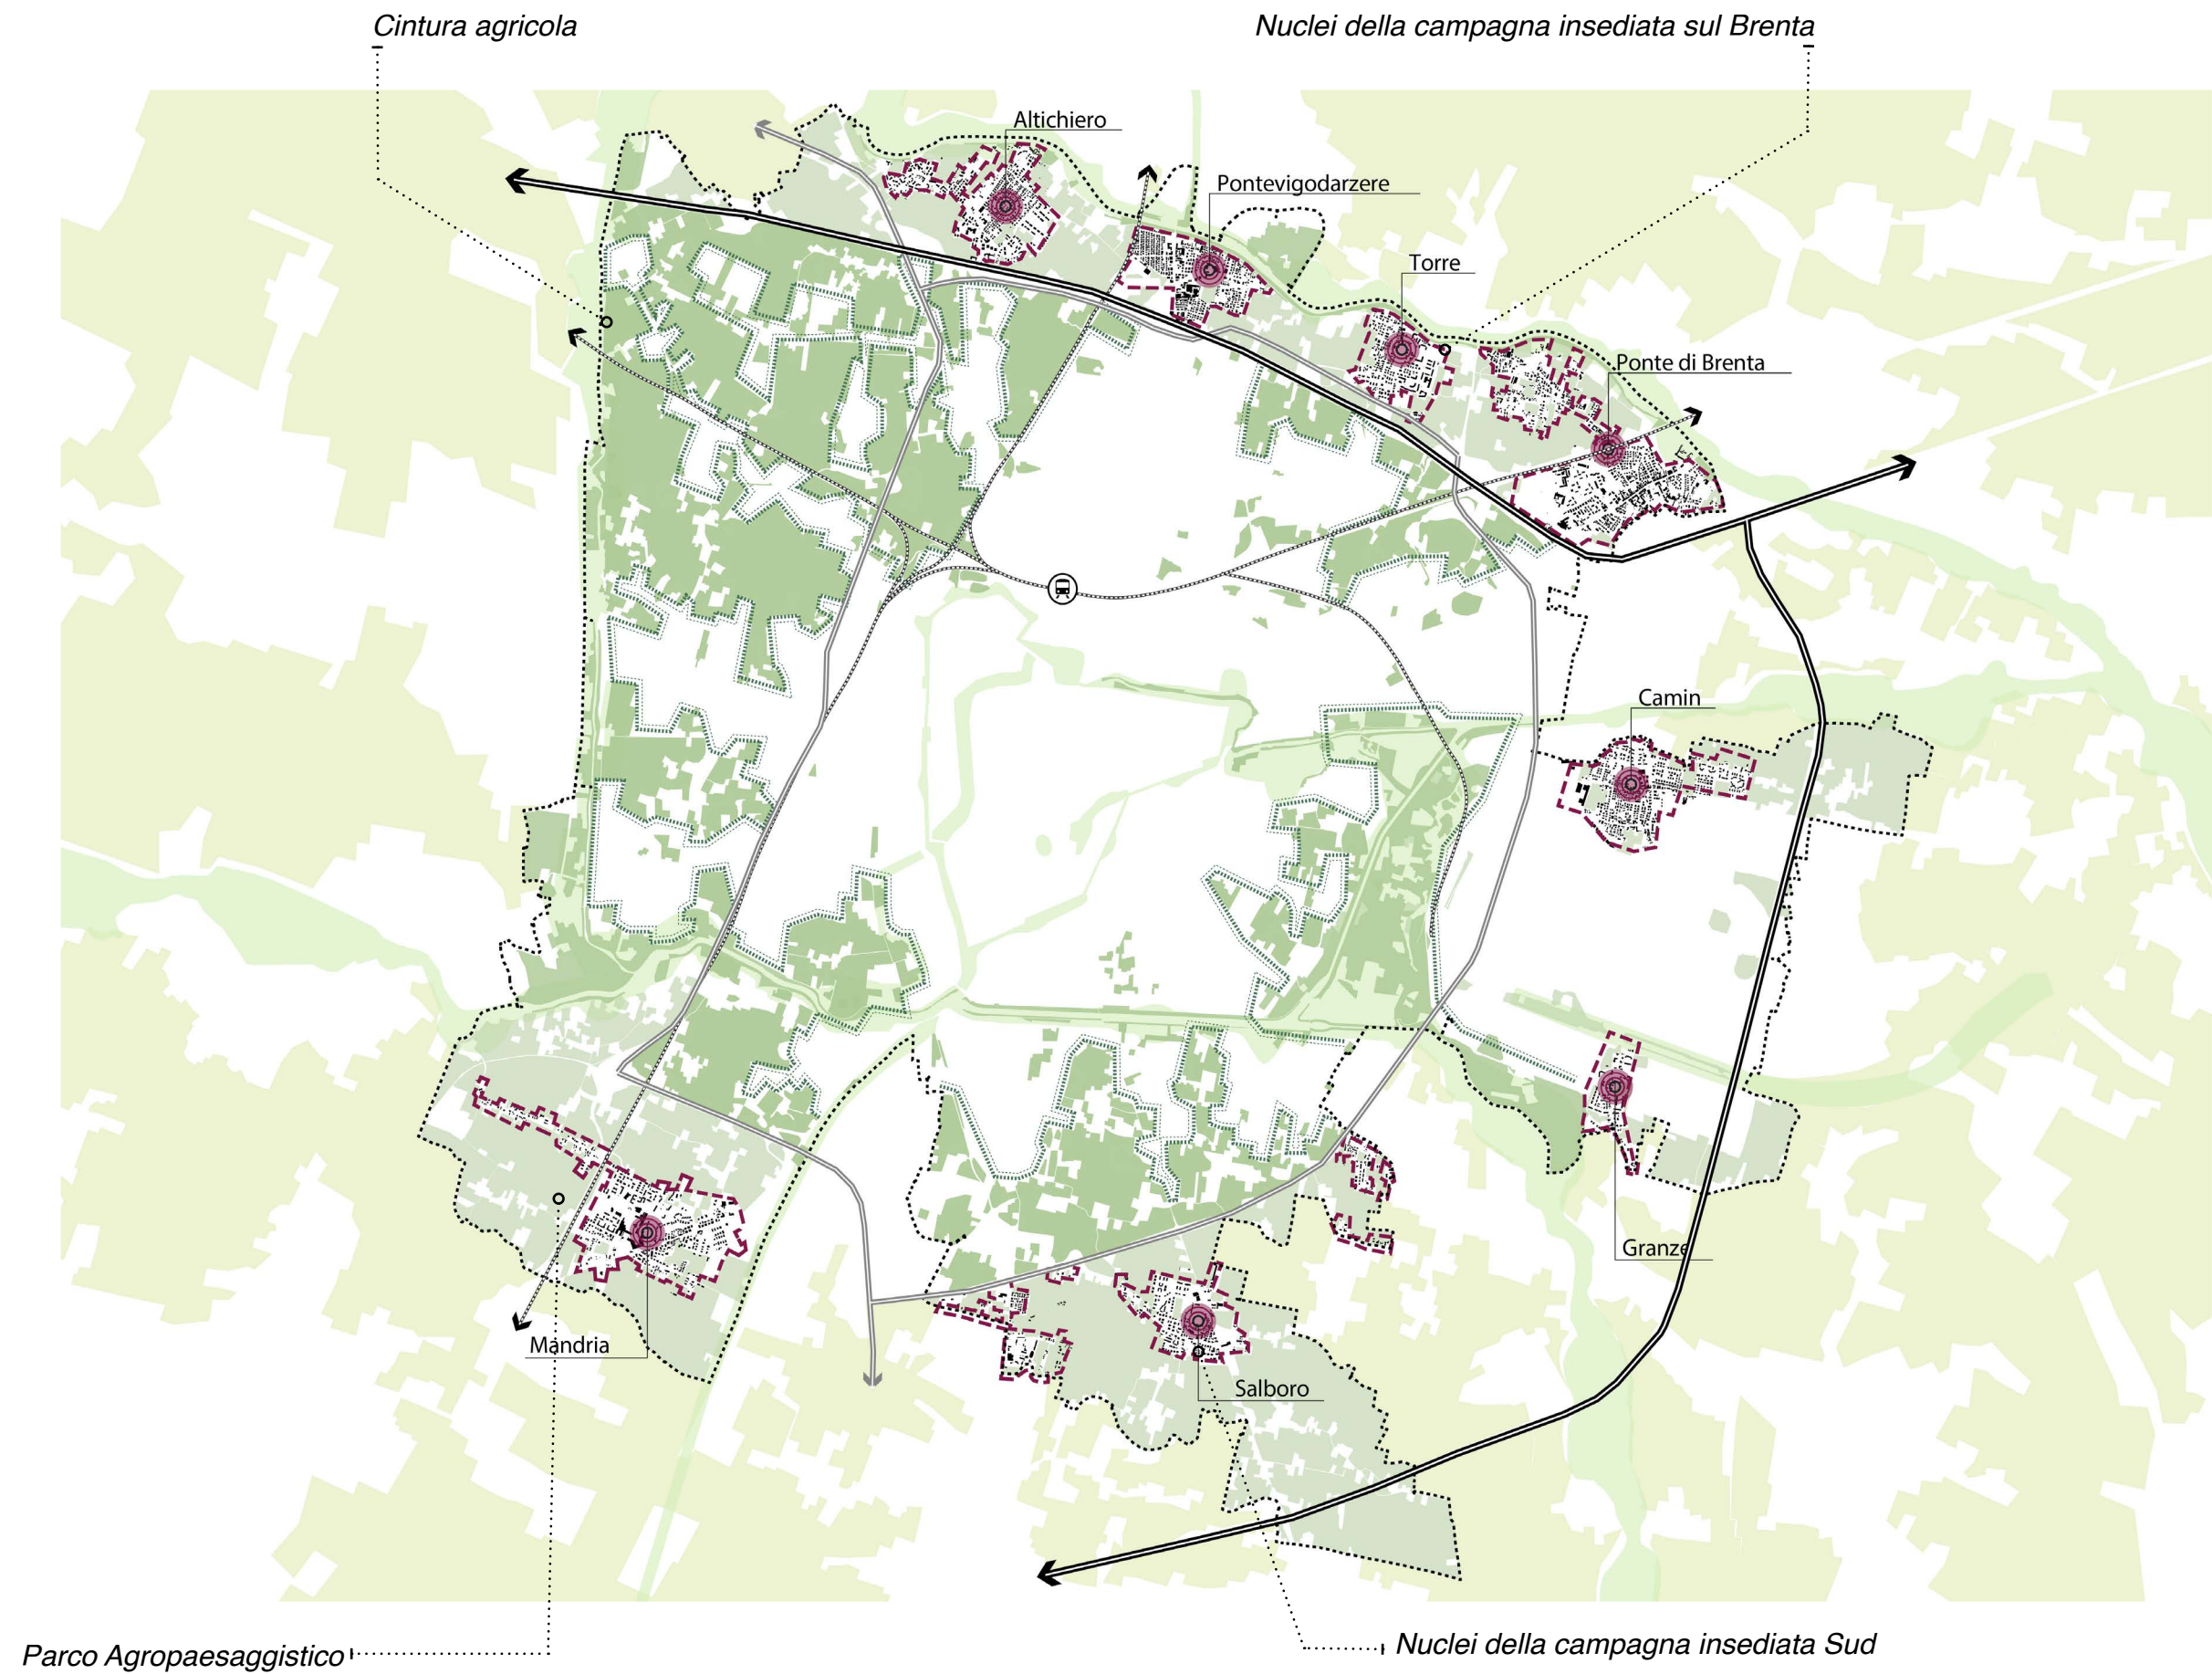 Cintura agricola
Nuclei della campagna insediata sul Brenta
Altichiero
Pontevigodarzere
Torre
Ponte di Brenta
Camin
Granze
Mandria
Salboro
Nuclei della campagna insediata Sud
Parco Agropaesaggistico